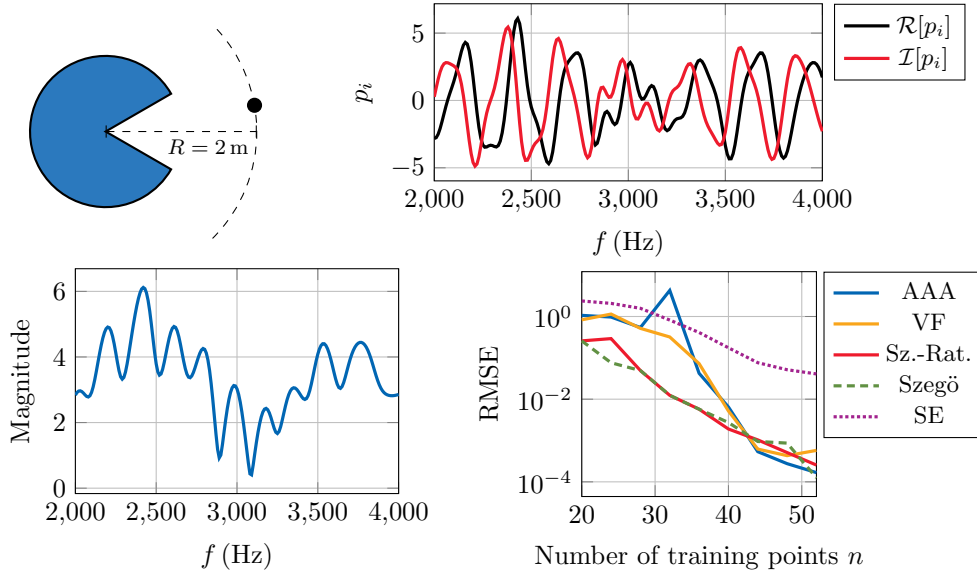 R = 2 m
p_i
5
0
−5
2,000 2,500 3,000 3,500 4,000
f (Hz)
ℛ[p_i]
ℐ[p_i]
Magnitude
6
4
2
0
2,000 2,500 3,000 3,500 4,000
f (Hz)
RMSE
10^0
10^−2
10^−4
20 30 40 50
Number of training points n
AAA
VF
Sz.-Rat.
Szegö
SE